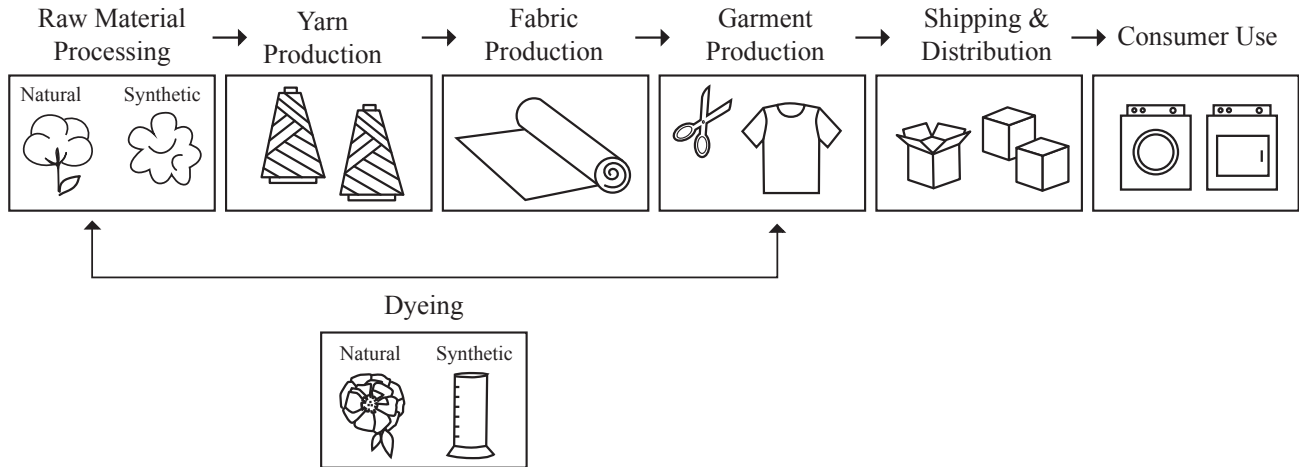 Raw Material
Processing
Yarn
Production
Fabric
Production
Garment
Production
Shipping &
Distribution
Consumer Use
Natural
Synthetic
Dyeing
Natural
Synthetic